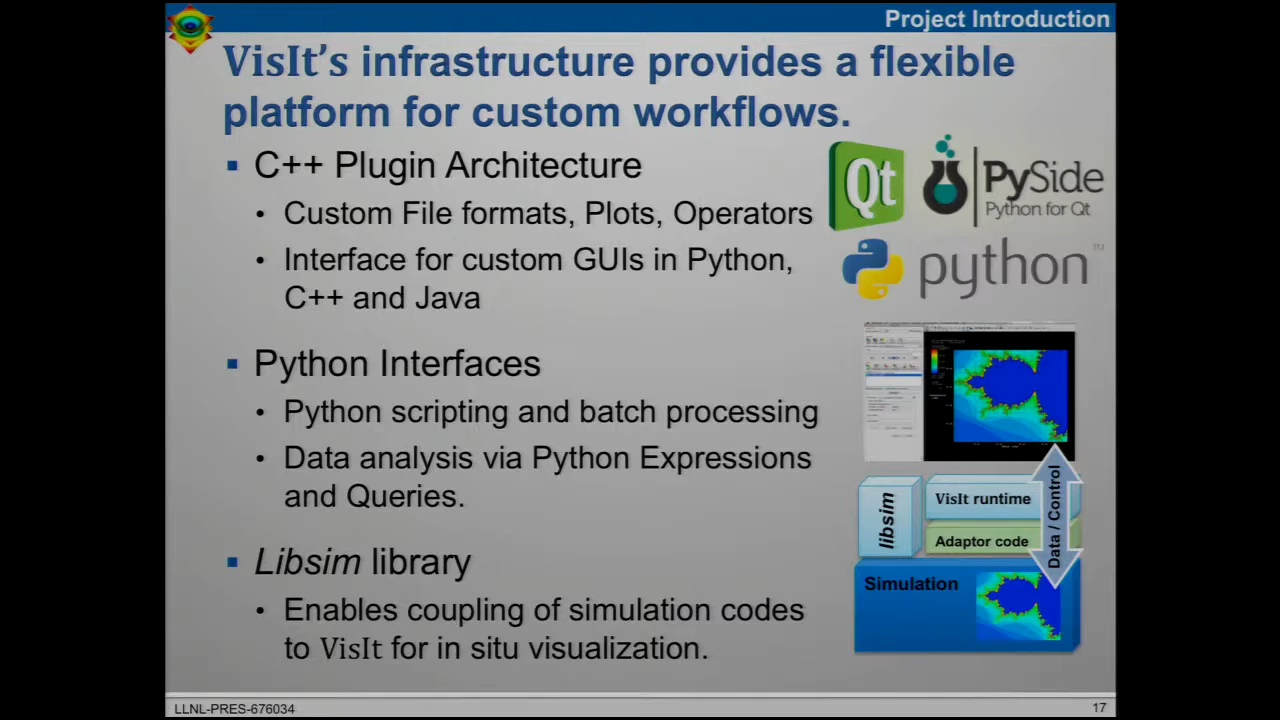 Project Introduction
VisIt's infrastructure provides a flexible
platform for custom workflows.
▪ C++ Plugin Architecture
• Custom File formats, Plots, Operators
• Interface for custom GUIs in Python,
C++ and Java
▪ Python Interfaces
• Python scripting and batch processing
• Data analysis via Python Expressions
and Queries.
▪ Libsim library
• Enables coupling of simulation codes
to VisIt for in situ visualization.
Qt
PySide
Python for Qt
python™
libsim
VisIt runtime
Adaptor code
Data / Control
Simulation
LLNL-PRES-676034
17